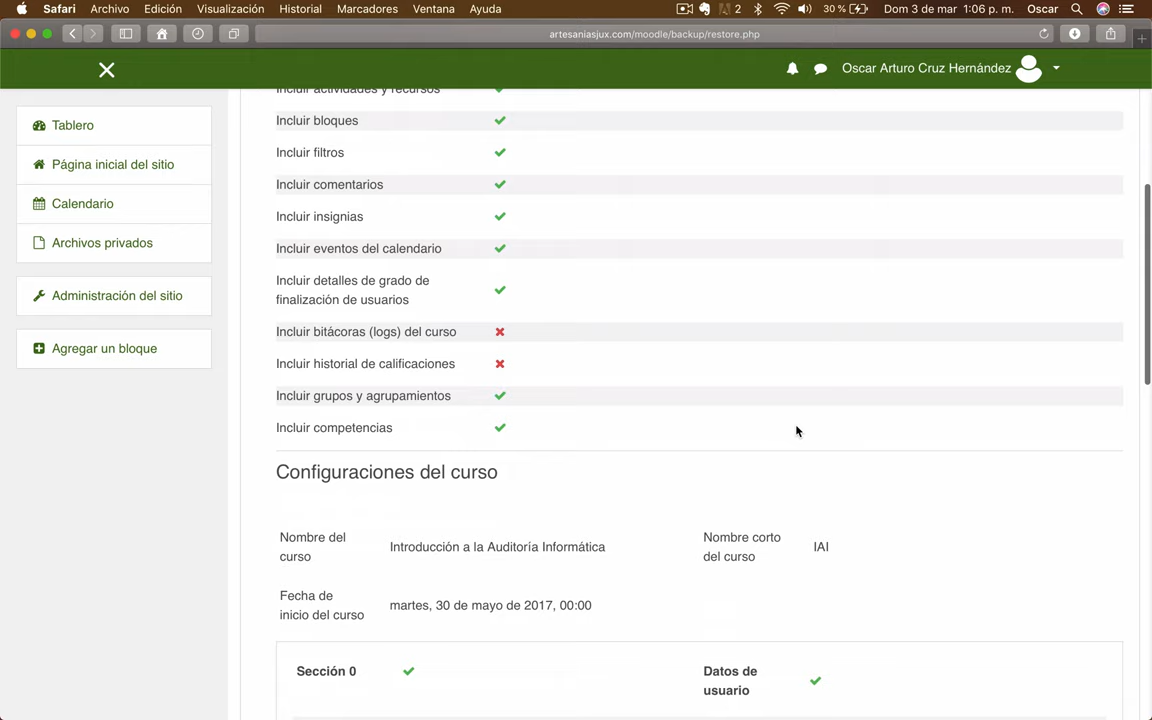 Safari Archivo Edición Visualización Historial Marcadores Ventana Ayuda 2 30 % Dom 3 de mar 1:06 p. m. Oscar
artesaniasjux.com/moodle/backup/restore.php
Oscar Arturo Cruz Hernández
Tablero
Página inicial del sitio
Calendario
Archivos privados
Administración del sitio
Agregar un bloque
Incluir actividades y recursos
Incluir bloques
Incluir filtros
Incluir comentarios
Incluir insignias
Incluir eventos del calendario
Incluir detalles de grado de
finalización de usuarios
Incluir bitácoras (logs) del curso
Incluir historial de calificaciones
Incluir grupos y agrupamientos
Incluir competencias
Configuraciones del curso
Nombre del
curso
Introducción a la Auditoría Informática
Nombre corto
del curso
IAI
Fecha de
inicio del curso
martes, 30 de mayo de 2017, 00:00
Sección 0
Datos de
usuario